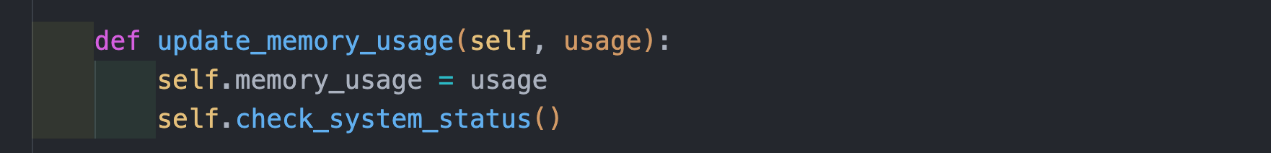 def update_memory_usage(self, usage):
    self.memory_usage = usage
    self.check_system_status()